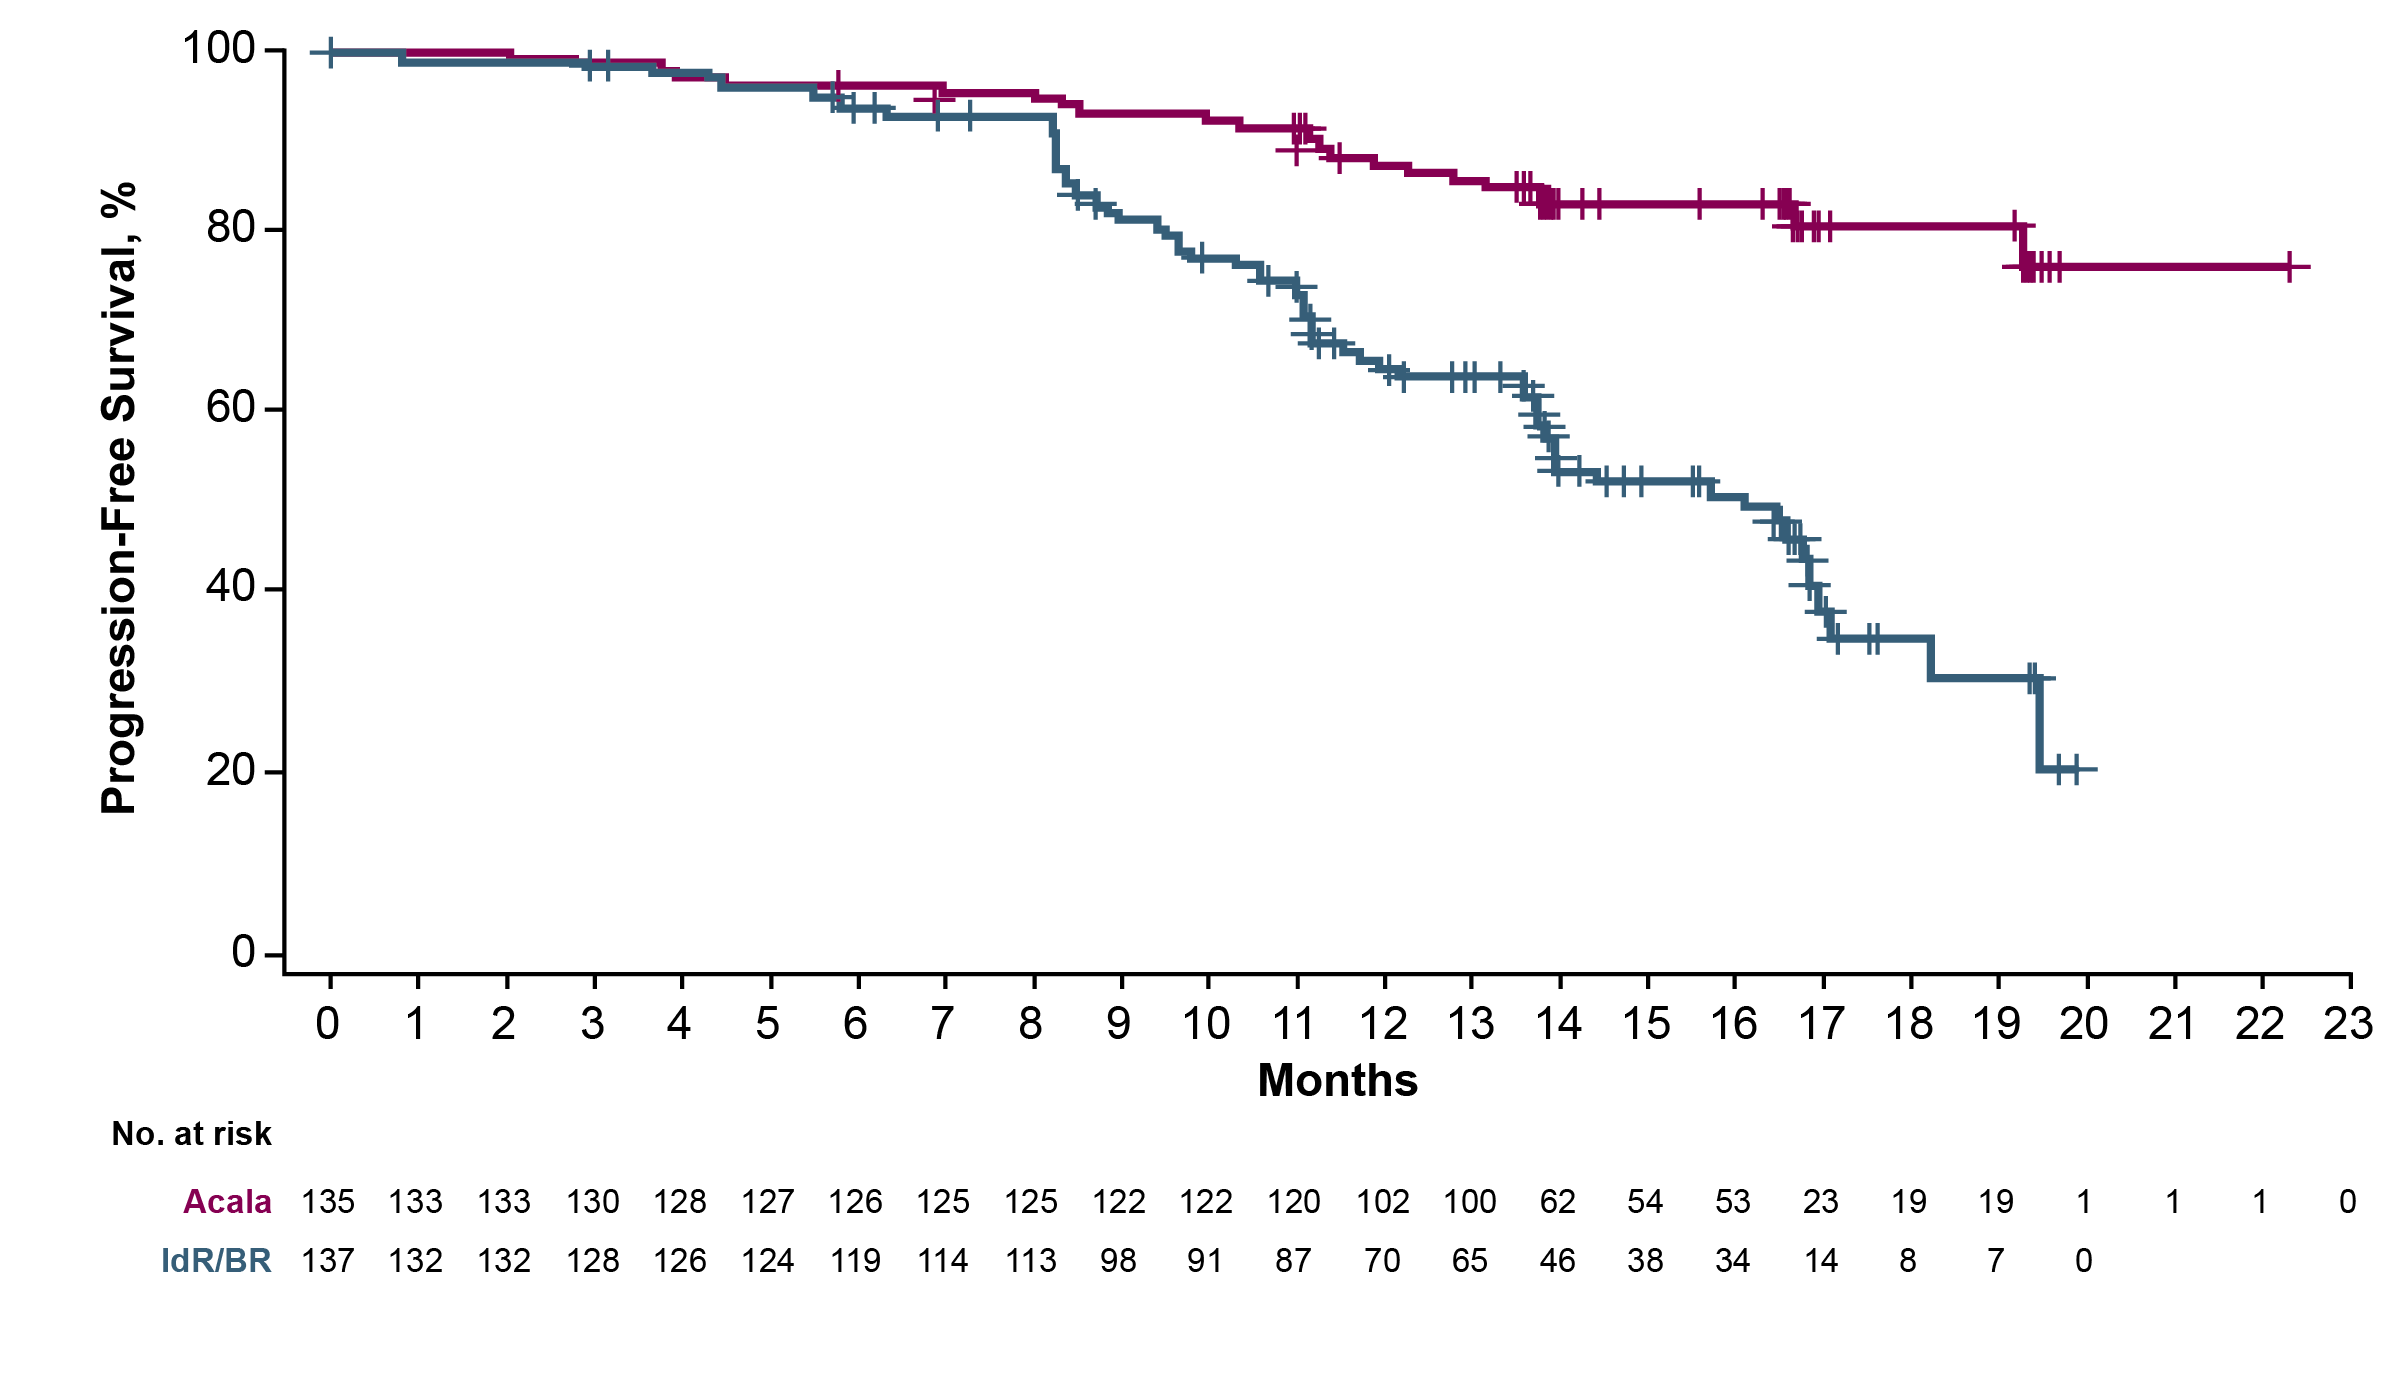 Progression-Free Survival, %
100
80
60
40
20
0
0 1 2 3 4 5 6 7 8 9 10 11 12 13 14 15 16 17 18 19 20 21 22 23
Months
No. at risk
Acala 135 133 133 130 128 127 126 125 125 122 122 120 102 100 62 54 53 23 19 19 1 1 1 0
IdR/BR 137 132 132 128 126 124 119 114 113 98 91 87 70 65 46 38 34 14 8 7 0